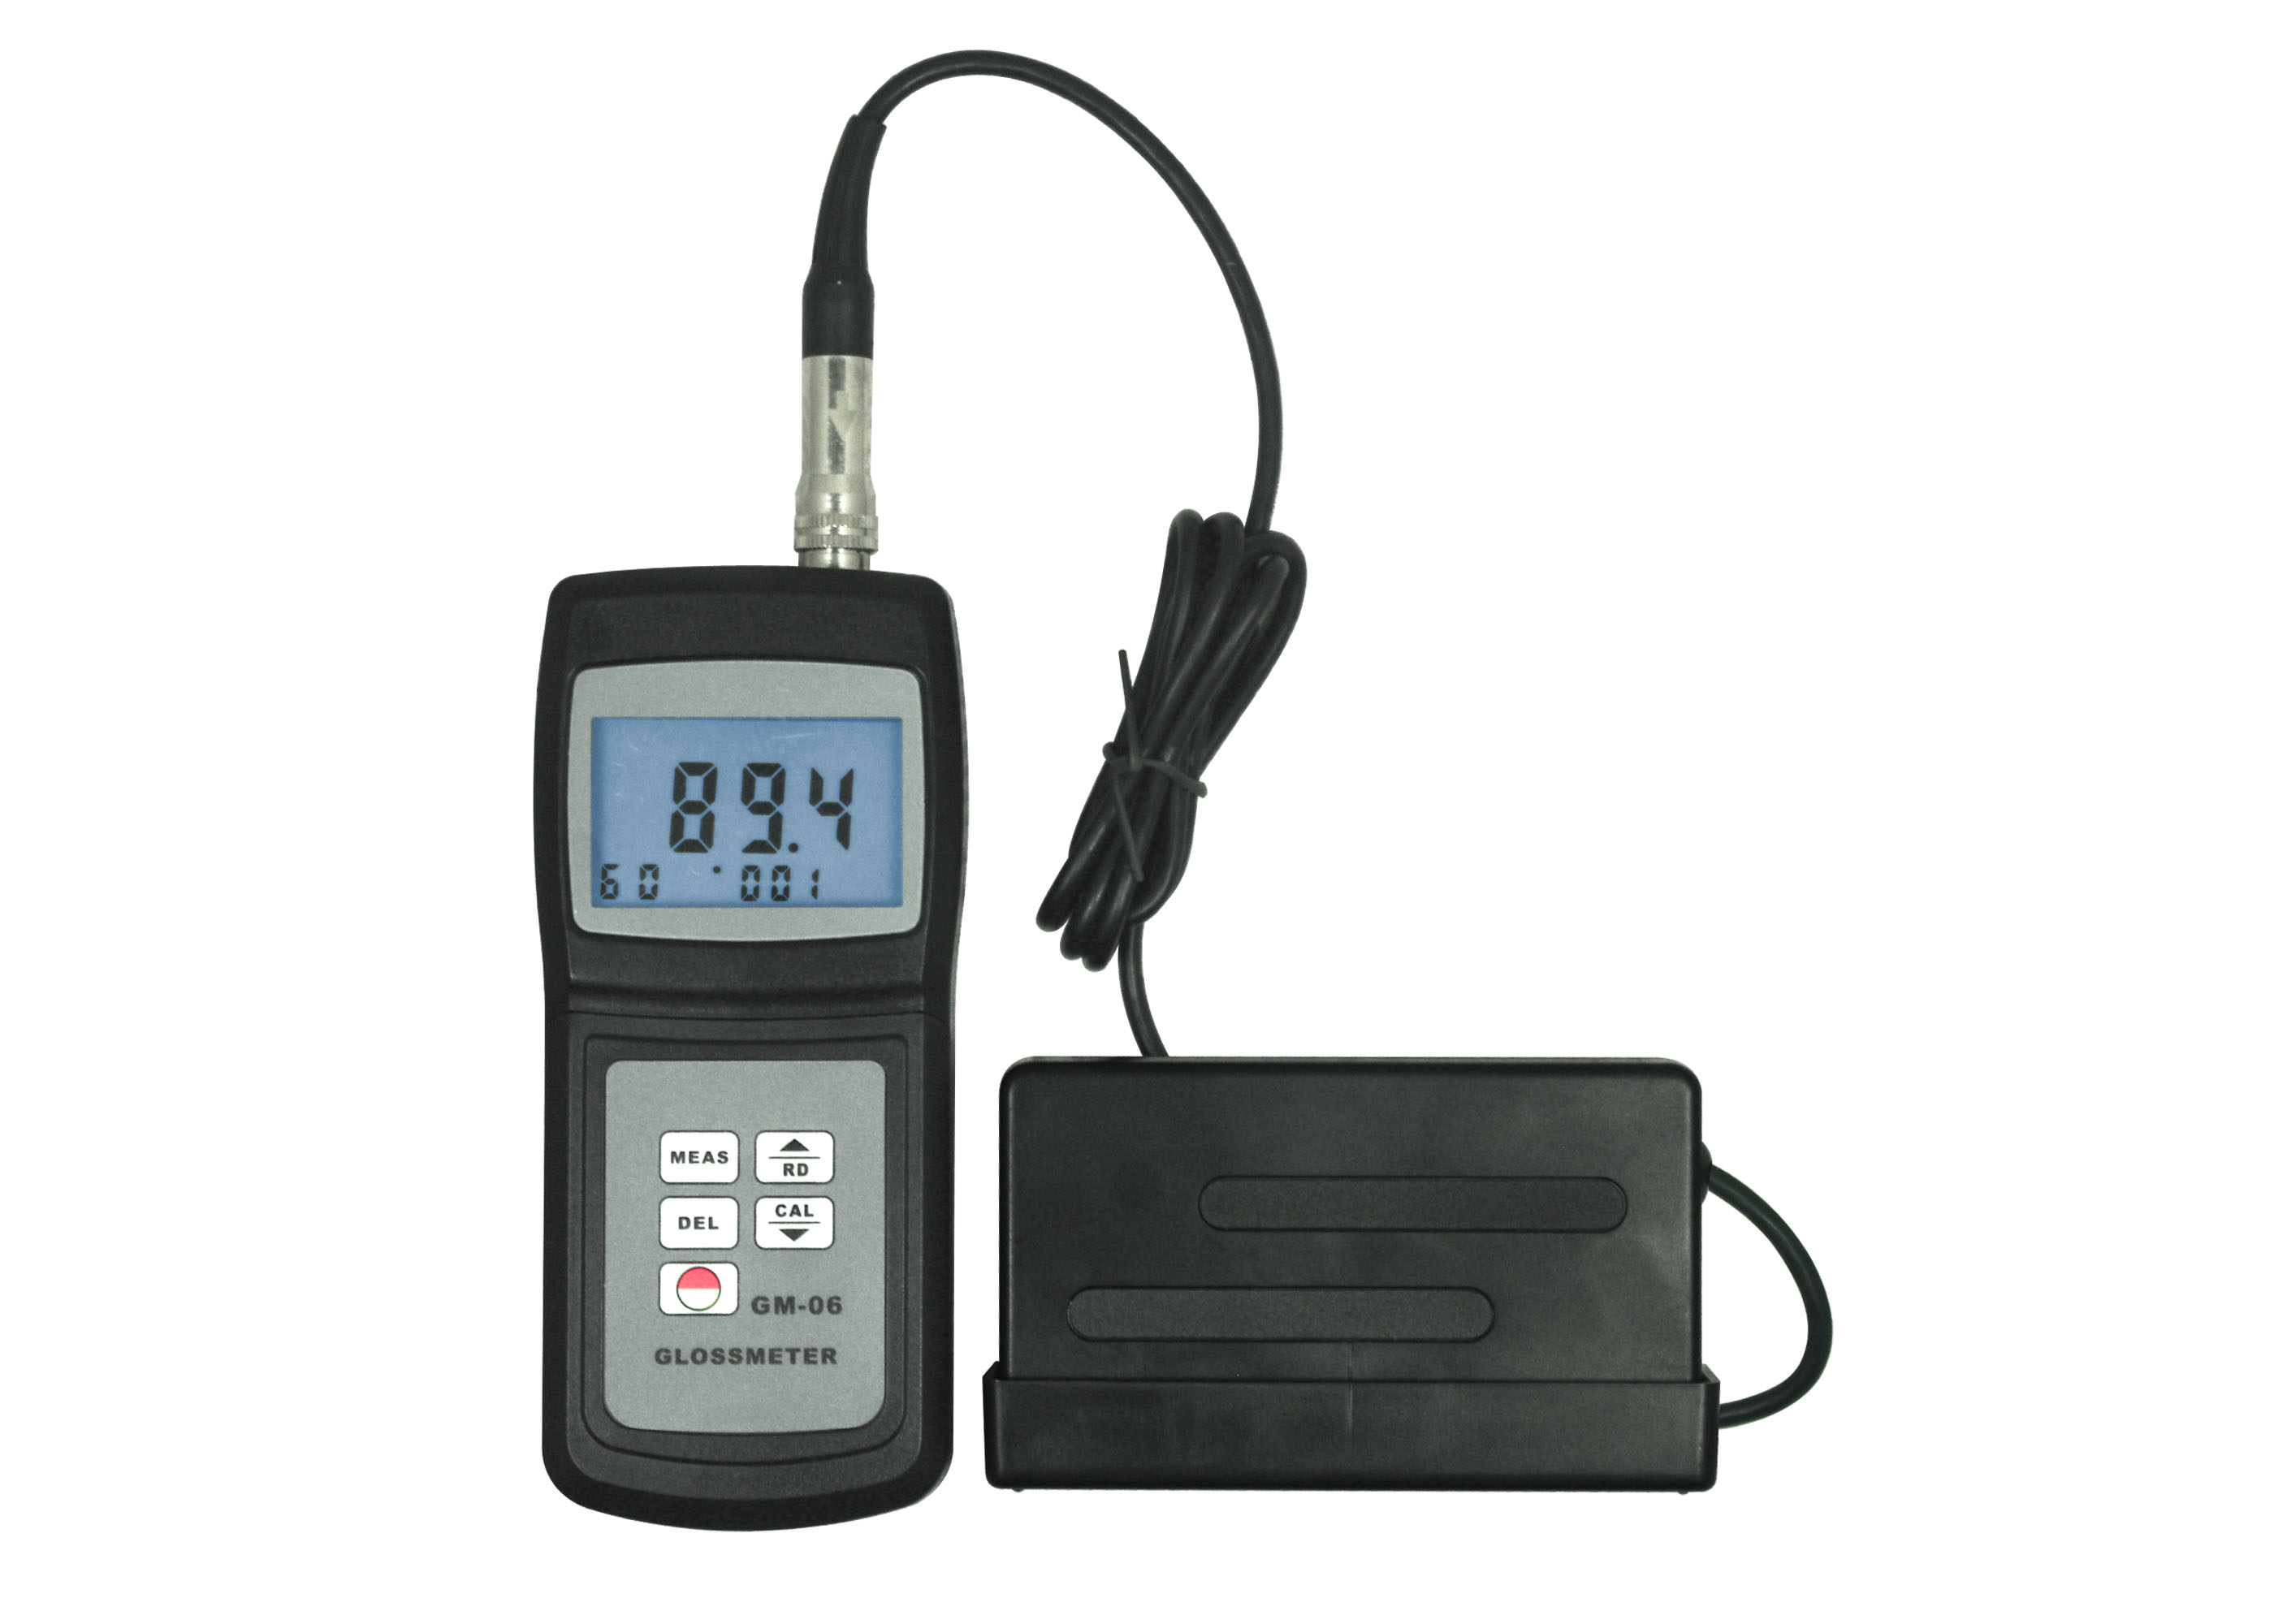 89.4
60 · 001
MEAS
RD
DEL
CAL
GM-06
GLOSSMETER